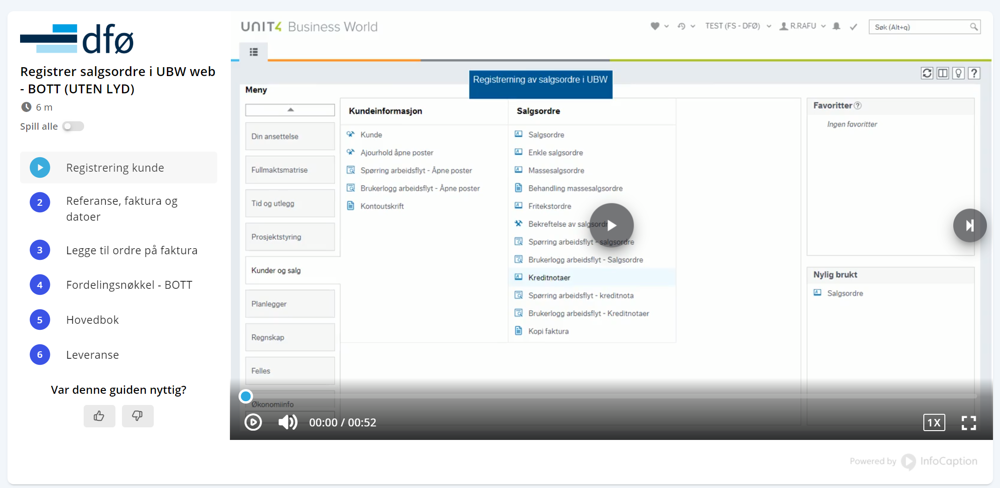 dfø
Registrer salgsordre i UBW web
- BOTT (UTEN LYD)
6 m
Spill alle
Registrering kunde
2
Referanse, faktura og
datoer
3
Legge til ordre på faktura
4
Fordelingsnøkkel - BOTT
5
Hovedbok
6
Leveranse
Var denne guiden nyttig?
UNIT4 Business World
TEST (FS - DFØ)
R.RAFU
Søk (Alt+q)
Registrerning av salgsordre i UBW
Meny
Din ansettelse
Fullmaktsmatrise
Tid og utlegg
Prosjektstyring
Kunder og salg
Planlegger
Regnskap
Felles
Økonomiinfo
Kundeinformasjon
Kunde
Ajourhold åpne poster
Spørring arbeidsflyt - Åpne poster
Brukerlogg arbeidsflyt - Åpne poster
Kontoutskrift
Salgsordre
Salgsordre
Enkle salgsordre
Massesalgsordre
Behandling massesalgsordre
Fritekstordre
Bekreftelse av salgsordr
Spørring arbeidsflyt - salgsordre
Brukerlogg arbeidsflyt - Salgsordre
Kreditnotaer
Spørring arbeidsflyt - kreditnota
Brukerlogg arbeidsflyt - Kreditnotaer
Kopi faktura
Favoritter ?
Ingen favoritter
Nylig brukt
Salgsordre
00:00 / 00:52
1X
Powered by InfoCaption